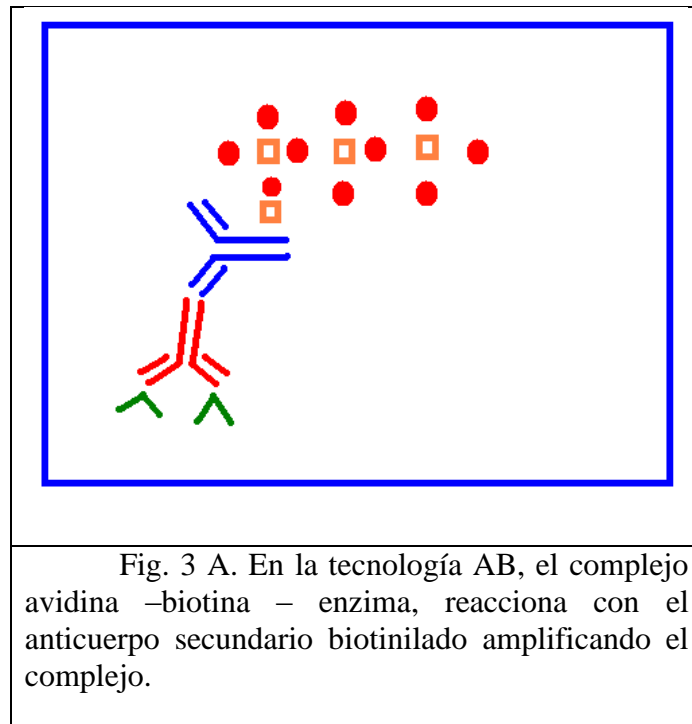 Fig. 3 A. En la tecnología AB, el complejo
avidina –biotina – enzima, reacciona con el
anticuerpo secundario biotinilado amplificando el
complejo.